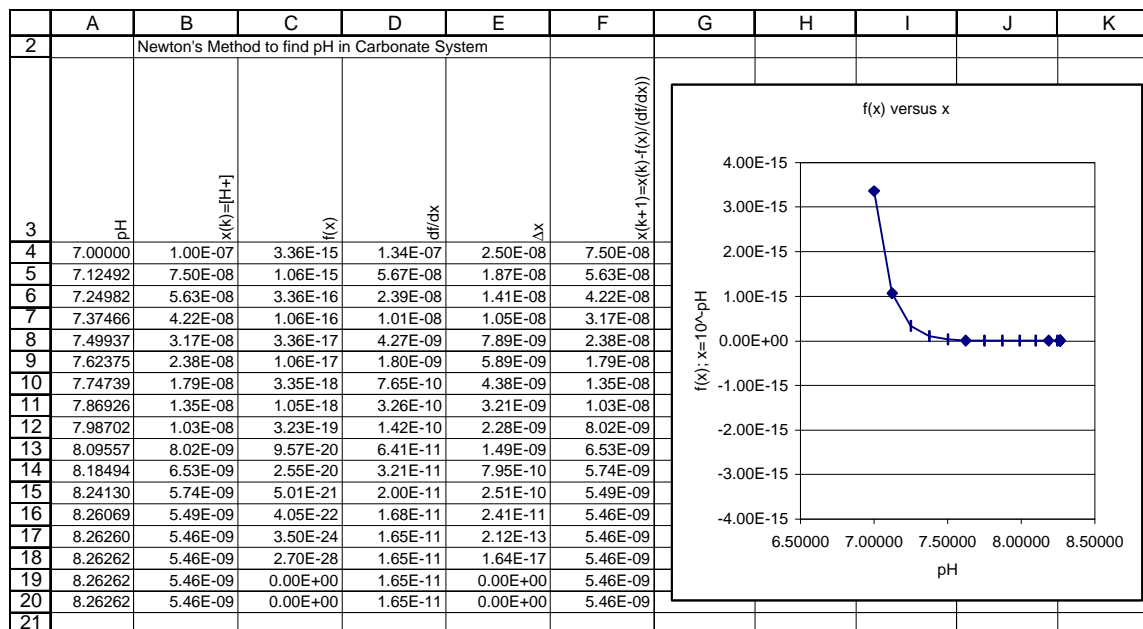 A B C D E F G H I J K
2 Newton's Method to find pH in Carbonate System
3 pH x(k)=[H+] f(x) df/dx Δx x(k+1)=x(k)-f(x)/(df/dx))
4 7.00000 1.00E-07 3.36E-15 1.34E-07 2.50E-08 7.50E-08
5 7.12492 7.50E-08 1.06E-15 5.67E-08 1.87E-08 5.63E-08
6 7.24982 5.63E-08 3.36E-16 2.39E-08 1.41E-08 4.22E-08
7 7.37466 4.22E-08 1.06E-16 1.01E-08 1.05E-08 3.17E-08
8 7.49937 3.17E-08 3.36E-17 4.27E-09 7.89E-09 2.38E-08
9 7.62375 2.38E-08 1.06E-17 1.80E-09 5.89E-09 1.79E-08
10 7.74739 1.79E-08 3.35E-18 7.65E-10 4.38E-09 1.35E-08
11 7.86926 1.35E-08 1.05E-18 3.26E-10 3.21E-09 1.03E-08
12 7.98702 1.03E-08 3.23E-19 1.42E-10 2.28E-09 8.02E-09
13 8.09557 8.02E-09 9.57E-20 6.41E-11 1.49E-09 6.53E-09
14 8.18494 6.53E-09 2.55E-20 3.21E-11 7.95E-10 5.74E-09
15 8.24130 5.74E-09 5.01E-21 2.00E-11 2.51E-10 5.49E-09
16 8.26069 5.49E-09 4.05E-22 1.68E-11 2.41E-11 5.46E-09
17 8.26260 5.46E-09 3.50E-24 1.65E-11 2.12E-13 5.46E-09
18 8.26262 5.46E-09 2.70E-28 1.65E-11 1.64E-17 5.46E-09
19 8.26262 5.46E-09 0.00E+00 1.65E-11 0.00E+00 5.46E-09
20 8.26262 5.46E-09 0.00E+00 1.65E-11 0.00E+00 5.46E-09
21
f(x) versus x
f(x): x=10^-pH
4.00E-15
3.00E-15
2.00E-15
1.00E-15
0.00E+00
-1.00E-15
-2.00E-15
-3.00E-15
-4.00E-15
6.50000 7.00000 7.50000 8.00000 8.50000
pH